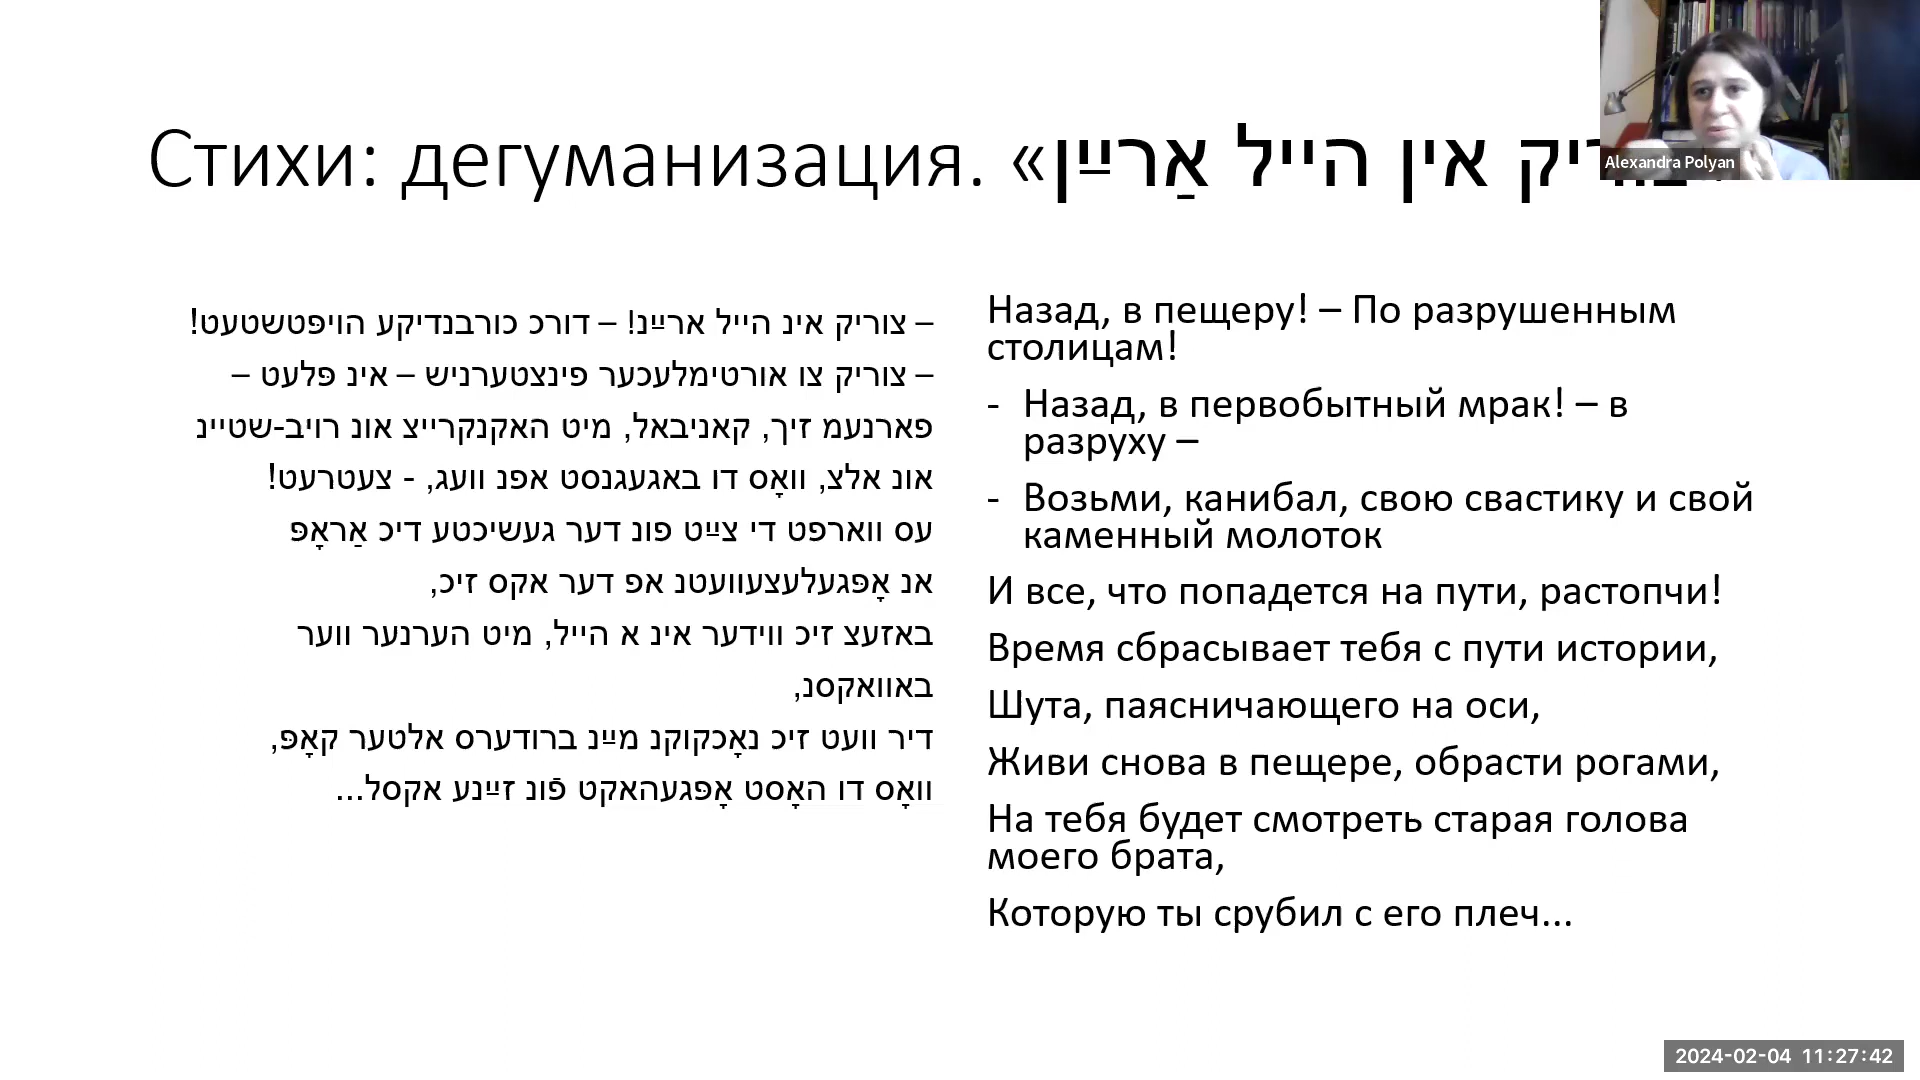 Стихи: дегуманизация. «צוריק אין הייל אַרײַן»
Alexandra Polyan
– צוריק אינ הייל ארײַנ! – דורכ כורבנדיקע הויפּטשטעט!
– צוריק צו אורטימלעכער פינצטערניש – אינ פּלעט –
פארנעמ זיך, קאניבאל, מיט האקנקרייצ אונ רויב-שטיינ
אונ אלצ, וואָס דו באגעגנסט אפנ וועג, - צעטרעט!
עס ווארפט די צײַט פונ דער געשיכטע דיכ אַראָפּ
אנ אָפּגעלעצעוועטנ אפ דער אקס זיכ,
באזעצ זיכ ווידער אינ א הייל, מיט הערנער ווער
באוואקסנ,
דיר וועט זיכ נאָכקוקנ מײַנ ברודערס אלטער קאָפּ,
וואָס דו האָסט אָפּגעהאקט פֿונ זײַנע אקסל...
Назад, в пещеру! – По разрушенным
столицам!
- Назад, в первобытный мрак! – в
разруху –
- Возьми, канибал, свою свастику и свой
каменный молоток
И все, что попадется на пути, растопчи!
Время сбрасывает тебя с пути истории,
Шута, паясничающего на оси,
Живи снова в пещере, обрасти рогами,
На тебя будет смотреть старая голова
моего брата,
Которую ты срубил с его плеч...
2024-02-04 11:27:42